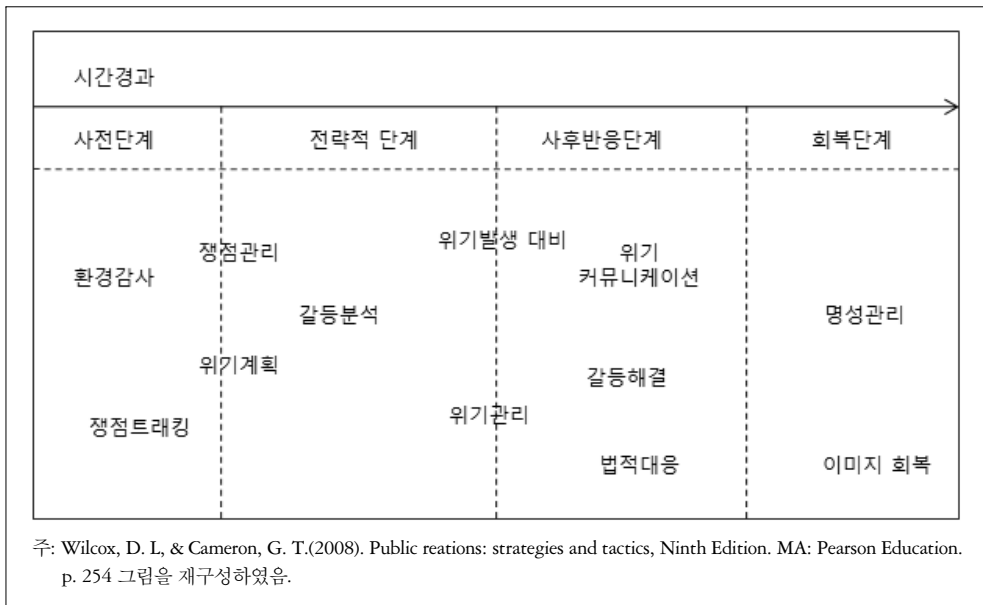 시간경과
사전단계 전략적 단계 사후반응단계 회복단계
쟁점관리
환경감사
위기계획
쟁점트래킹
갈등분석
위기발생 대비
위기관리
위기
커뮤니케이션
갈등해결
법적대응
명성관리
이미지 회복
주: Wilcox, D. L, & Cameron, G. T.(2008). Public reations: strategies and tactics, Ninth Edition. MA: Pearson Education.
p. 254 그림을 재구성하였음.